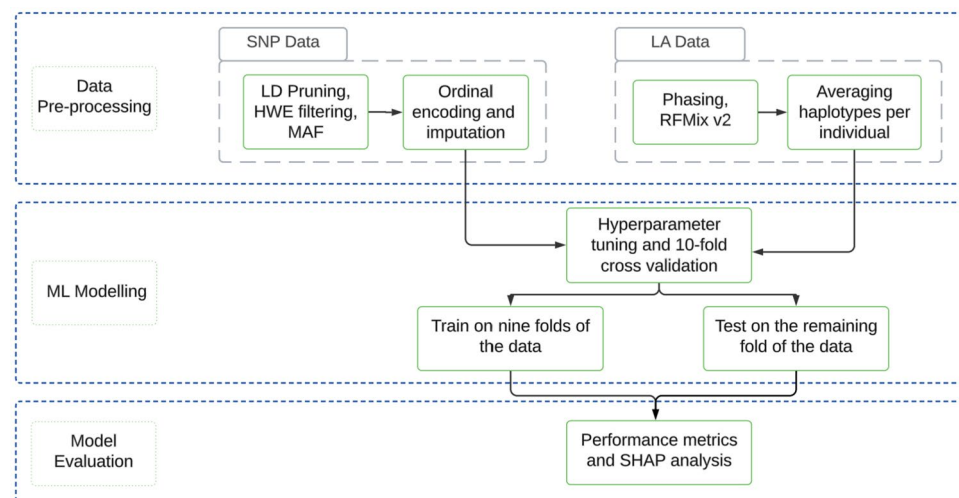 SNP Data
LA Data
Data
Pre-processing
LD Pruning,
HWE filtering,
MAF
Ordinal
encoding and
imputation
Phasing,
RFMix v2
Averaging
haplotypes per
individual
ML Modelling
Hyperparameter
tuning and 10-fold
cross validation
Train on nine folds of
the data
Test on the remaining
fold of the data
Model
Evaluation
Performance metrics
and SHAP analysis